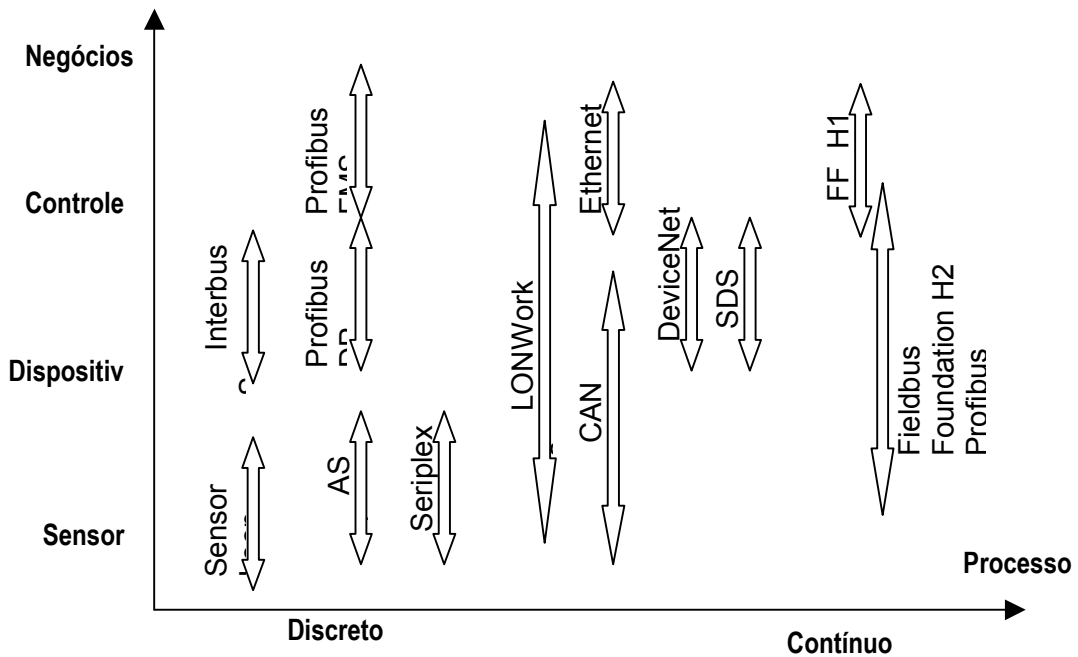 Negócios
Controle
Dispositiv
Sensor
Interbus
Sensor
Profibus
Profibus
AS
Seriplex
LONWork
Ethernet
CAN
DeviceNet
SDS
FF H1
Fieldbus
Foundation H2
Profibus
Processo
Discreto
Contínuo